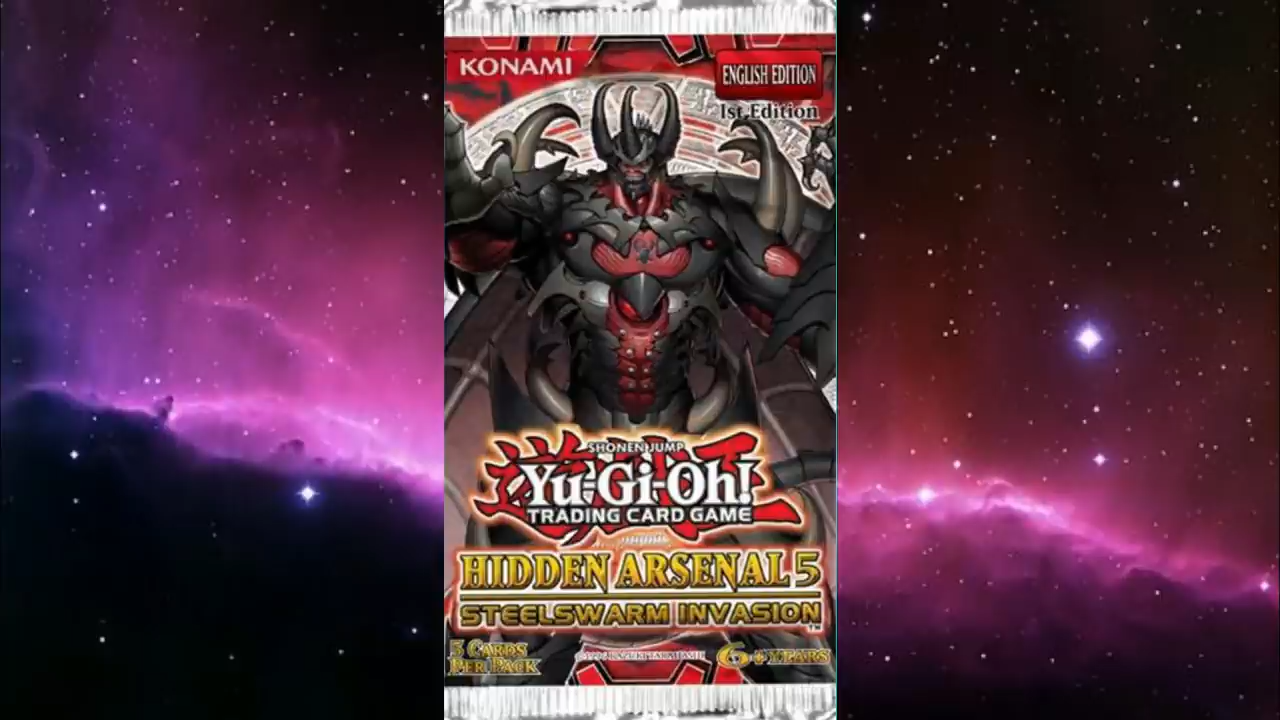 KONAMI
ENGLISH EDITION
1st Edition
SHONEN JUMP
Yu-Gi-Oh!
TRADING CARD GAME
HIDDEN ARSENAL 5
STEELSWARM INVASION™
5 CARDS
PER PACK
6+ YEARS